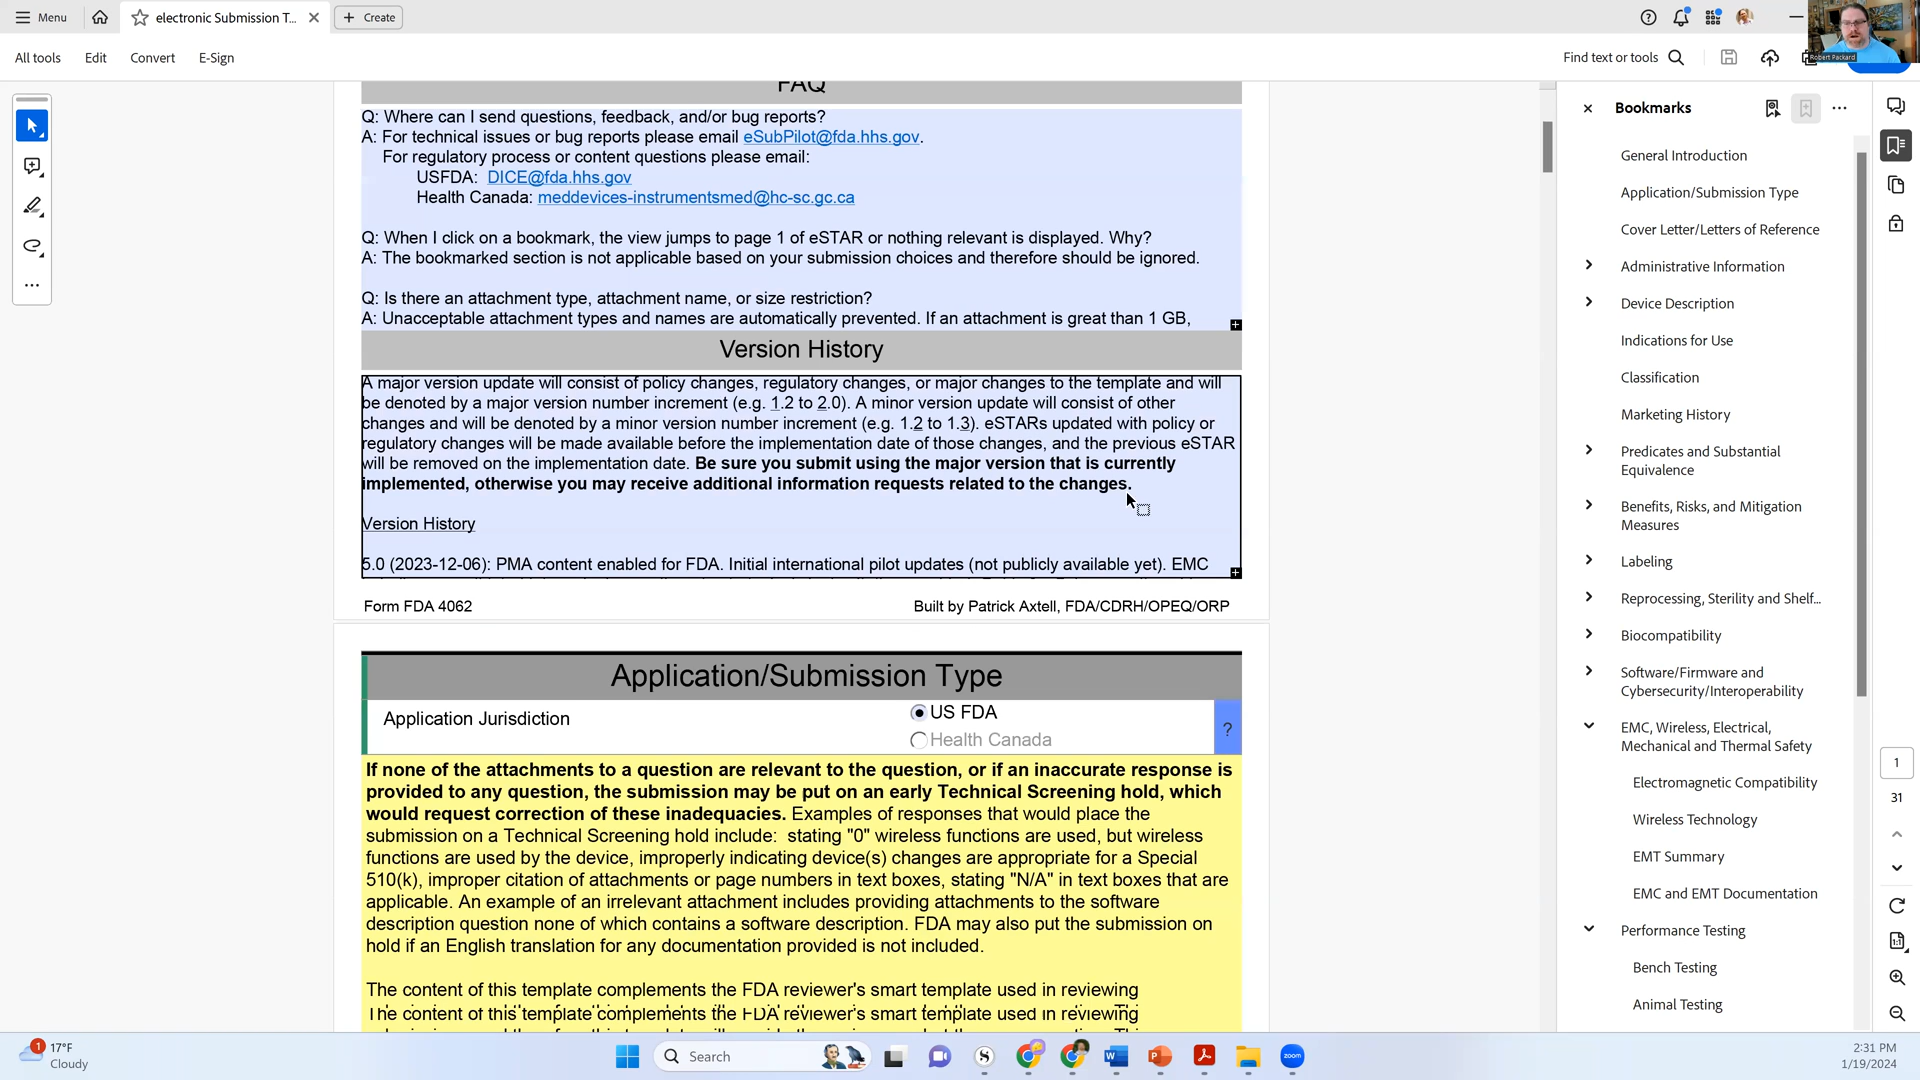 Menu
electronic Submission T...
Create
All tools
Edit
Convert
E-Sign
Find text or tools
Robert Packard
FAQ
Q: Where can I send questions, feedback, and/or bug reports?
A: For technical issues or bug reports please email eSubPilot@fda.hhs.gov.
For regulatory process or content questions please email:
USFDA: DICE@fda.hhs.gov
Health Canada: meddevices-instrumentsmed@hc-sc.gc.ca
Q: When I click on a bookmark, the view jumps to page 1 of eSTAR or nothing relevant is displayed. Why?
A: The bookmarked section is not applicable based on your submission choices and therefore should be ignored.
Q: Is there an attachment type, attachment name, or size restriction?
A: Unacceptable attachment types and names are automatically prevented. If an attachment is great than 1 GB,
Version History
A major version update will consist of policy changes, regulatory changes, or major changes to the template and will
be denoted by a major version number increment (e.g. 1.2 to 2.0). A minor version update will consist of other
changes and will be denoted by a minor version number increment (e.g. 1.2 to 1.3). eSTARs updated with policy or
regulatory changes will be made available before the implementation date of those changes, and the previous eSTAR
will be removed on the implementation date. Be sure you submit using the major version that is currently
implemented, otherwise you may receive additional information requests related to the changes.
Version History
5.0 (2023-12-06): PMA content enabled for FDA. Initial international pilot updates (not publicly available yet). EMC
Form FDA 4062
Built by Patrick Axtell, FDA/CDRH/OPEQ/ORP
Application/Submission Type
Application Jurisdiction
US FDA
Health Canada
?
If none of the attachments to a question are relevant to the question, or if an inaccurate response is
provided to any question, the submission may be put on an early Technical Screening hold, which
would request correction of these inadequacies. Examples of responses that would place the
submission on a Technical Screening hold include: stating "0" wireless functions are used, but wireless
functions are used by the device, improperly indicating device(s) changes are appropriate for a Special
510(k), improper citation of attachments or page numbers in text boxes, stating "N/A" in text boxes that are
applicable. An example of an irrelevant attachment includes providing attachments to the software
description question none of which contains a software description. FDA may also put the submission on
hold if an English translation for any documentation provided is not included.
The content of this template complements the FDA reviewer's smart template used in reviewing
The content of this template complements the FDA reviewer's smart template used in reviewing
Bookmarks
General Introduction
Application/Submission Type
Cover Letter/Letters of Reference
Administrative Information
Device Description
Indications for Use
Classification
Marketing History
Predicates and Substantial
Equivalence
Benefits, Risks, and Mitigation
Measures
Labeling
Reprocessing, Sterility and Shelf...
Biocompatibility
Software/Firmware and
Cybersecurity/Interoperability
EMC, Wireless, Electrical,
Mechanical and Thermal Safety
Electromagnetic Compatibility
Wireless Technology
EMT Summary
EMC and EMT Documentation
Performance Testing
Bench Testing
Animal Testing
1
31
1
17°F
Cloudy
Search
zoom
2:31 PM
1/19/2024